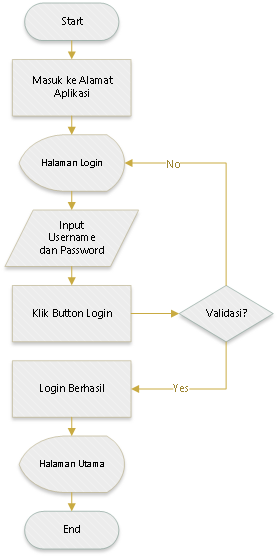 Start
Masuk ke Alamat
Aplikasi
Halaman Login
No
Input
Username
dan Password
Klik Button Login
Validasi?
Login Berhasil
Yes
Halaman Utama
End